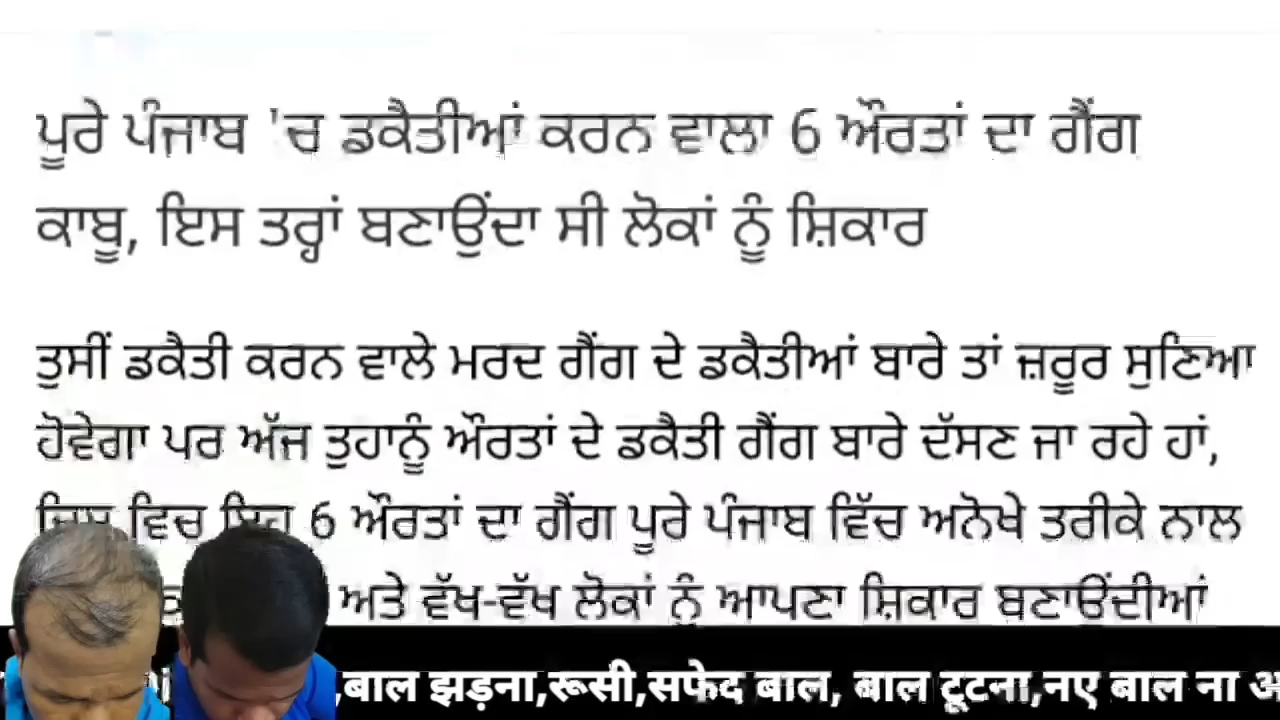 ਪੂਰੇ ਪੰਜਾਬ 'ਚ ਡਕੈਤੀਆਂ ਕਰਨ ਵਾਲਾ 6 ਔਰਤਾਂ ਦਾ ਗੈਂਗ
ਕਾਬੂ, ਇਸ ਤਰ੍ਹਾਂ ਬਣਾਉਂਦਾ ਸੀ ਲੋਕਾਂ ਨੂੰ ਸ਼ਿਕਾਰ
ਤੁਸੀਂ ਡਕੈਤੀ ਕਰਨ ਵਾਲੇ ਮਰਦ ਗੈਂਗ ਦੇ ਡਕੈਤੀਆਂ ਬਾਰੇ ਤਾਂ ਜ਼ਰੂਰ ਸੁਣਿਆ
ਹੋਵੇਗਾ ਪਰ ਅੱਜ ਤੁਹਾਨੂੰ ਔਰਤਾਂ ਦੇ ਡਕੈਤੀ ਗੈਂਗ ਬਾਰੇ ਦੱਸਣ ਜਾ ਰਹੇ ਹਾਂ,
ਵਿਚ 6 ਔਰਤਾਂ ਦਾ ਗੈਂਗ ਪੂਰੇ ਪੰਜਾਬ ਵਿੱਚ ਅਨੋਖੇ ਤਰੀਕੇ ਨਾਲ
ਅਤੇ ਵੱਖ-ਵੱਖ ਲੋਕਾਂ ਨੂੰ ਆਪਣਾ ਸ਼ਿਕਾਰ ਬਣਾਉਂਦੀਆਂ
,बाल झड़ना,रूसी,सफेद बाल, बाल टूटना,नए बाल ना